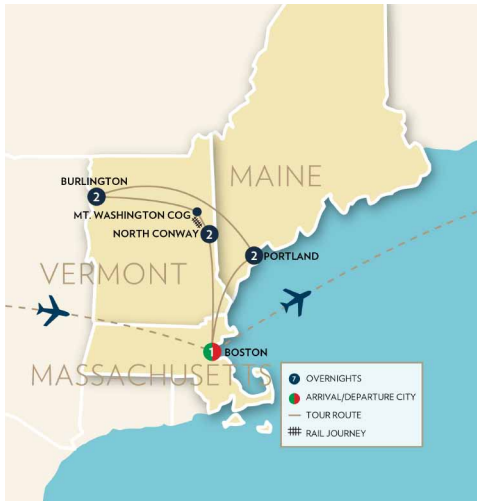 BURLINGTON
2
MAINE
MT. WASHINGTON COG
NORTH CONWAY 2
2 PORTLAND
VERMONT
1 BOSTON
MASSACHUSETTS
7 OVERNIGHTS
ARRIVAL/DEPARTURE CITY
TOUR ROUTE
RAIL JOURNEY